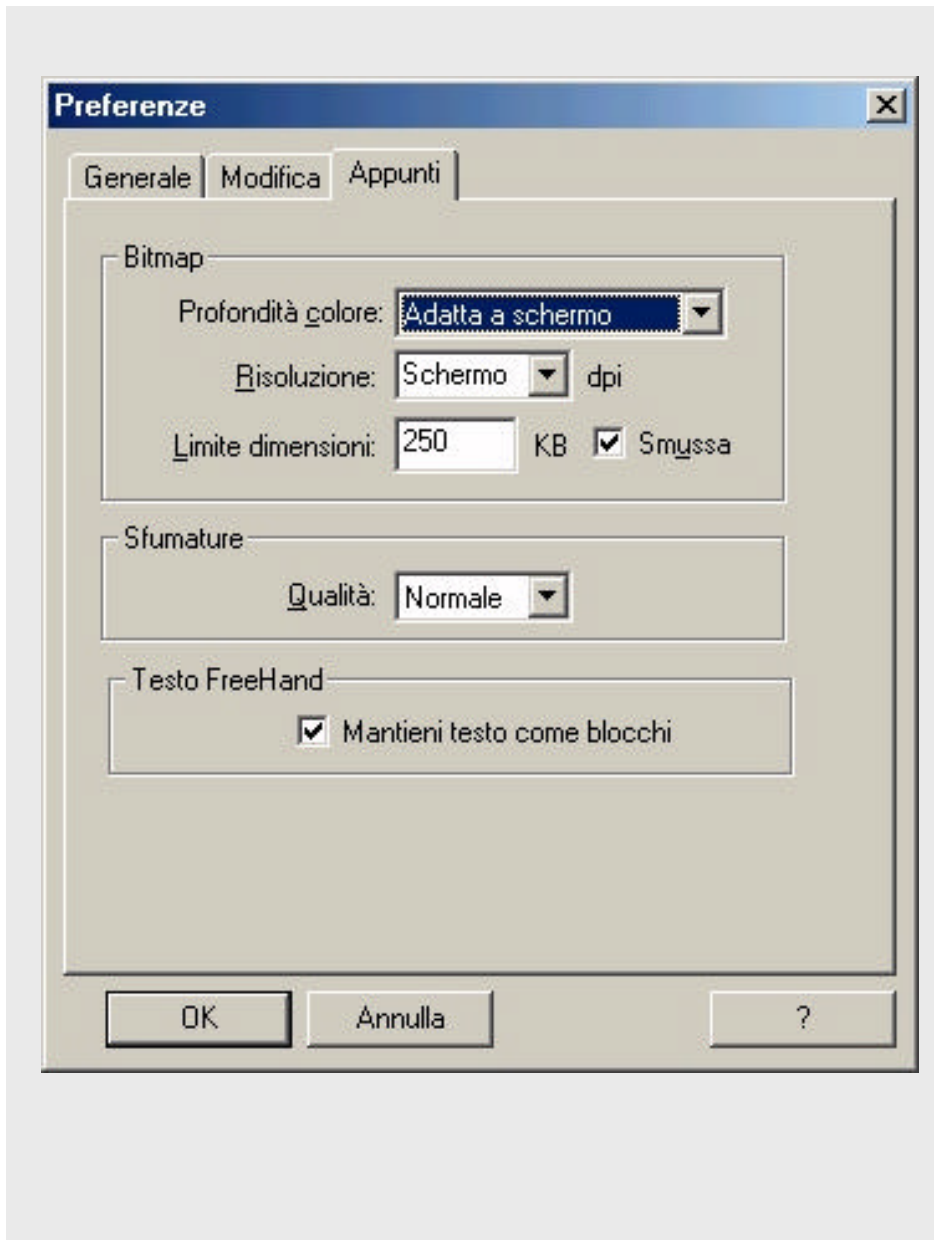 Preferenze
Generale Modifica Appunti
Bitmap
Profondità colore: Adatta a schermo
Risoluzione: Schermo dpi
Limite dimensioni: 250 KB Smussa
Sfumature
Qualità: Normale
Testo FreeHand
Mantieni testo come blocchi
OK Annulla ?